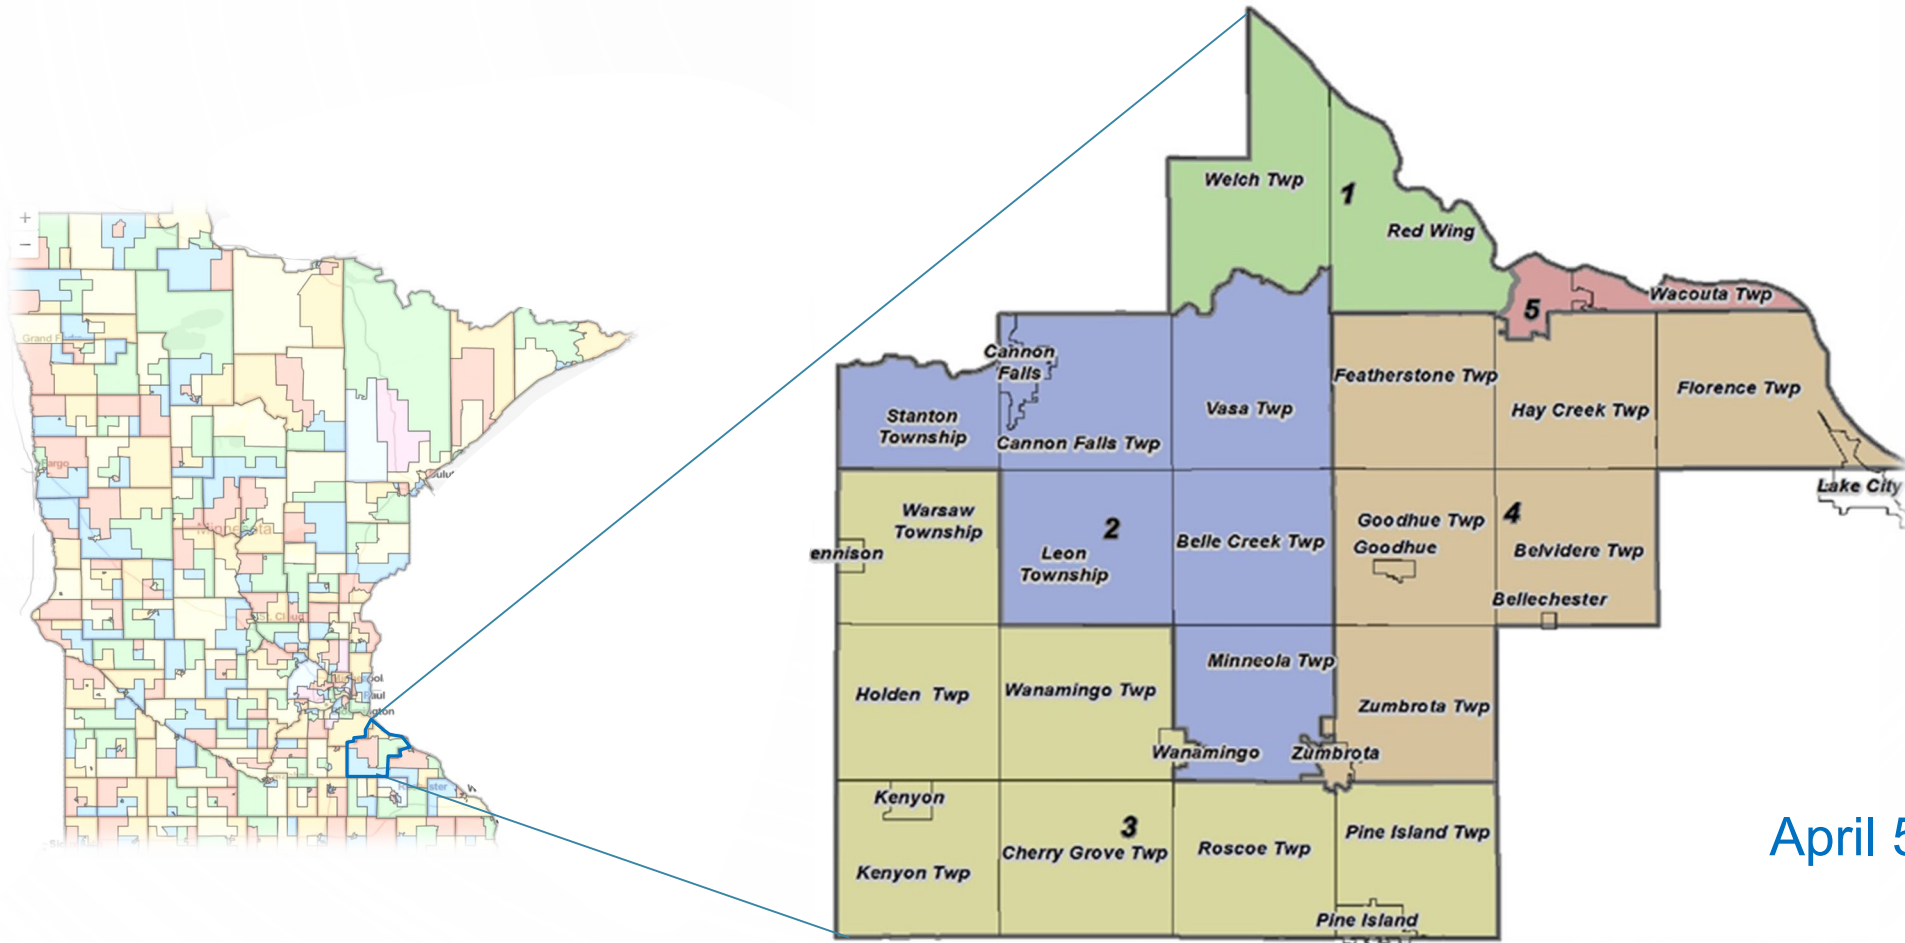 +
−
Minnesota
Fargo
Paul
Welch Twp
1
Red Wing
5
Wacouta Twp
Cannon
Falls
Featherstone Twp
Florence Twp
Stanton
Township
Vasa Twp
Hay Creek Twp
Cannon Falls Twp
Lake City
Warsaw
Township
2
Goodhue Twp
4
ennison
Leon
Township
Belle Creek Twp
Goodhue
Belvidere Twp
Bellechester
Minneola Twp
Holden Twp
Wanamingo Twp
Zumbrota Twp
Wanamingo
Zumbrota
Kenyon
3
Pine Island Twp
Cherry Grove Twp
Roscoe Twp
Kenyon Twp
Pine Island
April 5